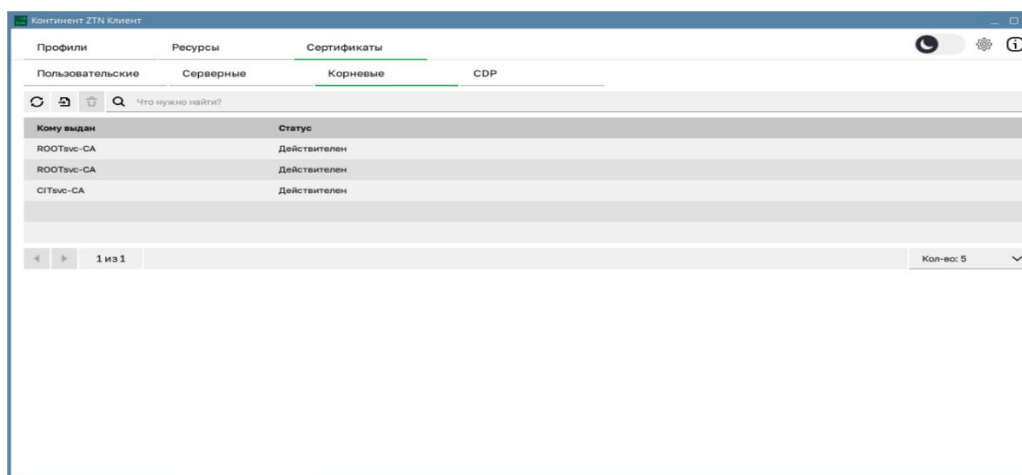 Континент ZTN Клиент
Профили Ресурсы Сертификаты
Пользовательские Серверные Корневые CDP
Что нужно найти?
Кому выдан Статус
ROOTsvc-CA Действителен
ROOTsvc-CA Действителен
CITsvc-CA Действителен
1 из 1 Кол-во: 5